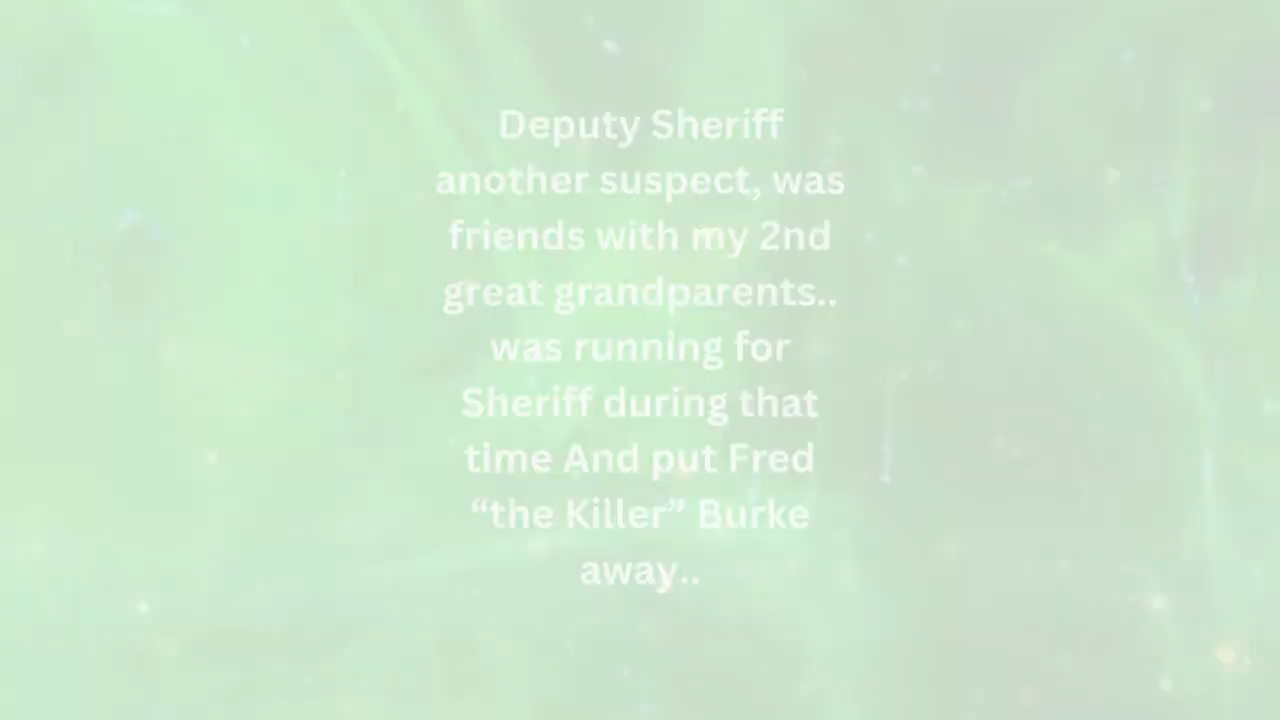 Deputy Sheriff
another suspect, was
friends with my 2nd
great grandparents..
was running for
Sheriff during that
time And put Fred
“the Killer” Burke
away..